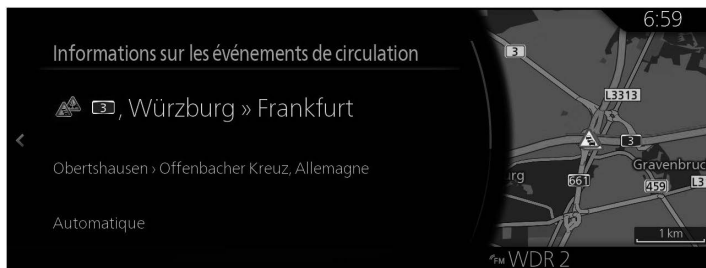 6:59
Informations sur les événements de circulation
3, Würzburg » Frankfurt
Obertshausen › Offenbacher Kreuz, Allemagne
Automatique
3
L3313
3
Gravenbruc
urg
661
459
L3
1 km
FM WDR 2